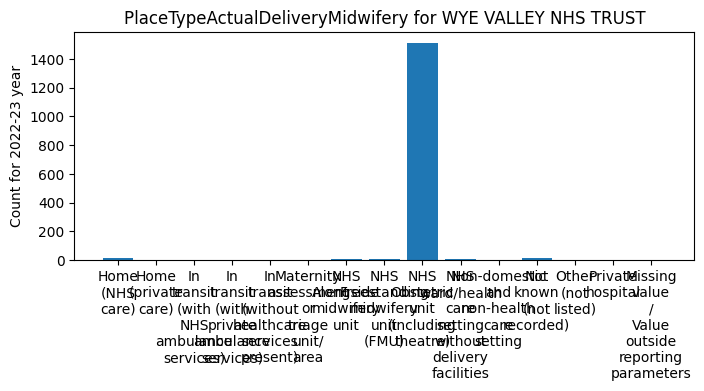 PlaceTypeActualDeliveryMidwifery for WYE VALLEY NHS TRUST
Count for 2022-23 year
1400
1200
1000
800
600
400
200
0
Home
(NHS
care)
Home
(private
care)
In
transit
(with
NHS
ambulance
services)
In
transit
(with
private
ambulance
services)
In
transit
(without
healthcare
services
present)
Maternity
assessment
or
triage
unit/
area
NHS
Alongside
midwifery
unit
NHS
Freestanding
midwifery
unit
(FMU)
NHS
Obstetric
unit
(including
theatre)
NHS
ward/health
care
setting
without
delivery
facilities
Non-domestic
and
non-health
care
setting
Not
known
(not
recorded)
Other
(not
listed)
Private
hospital
Missing
value
/
Value
outside
reporting
parameters